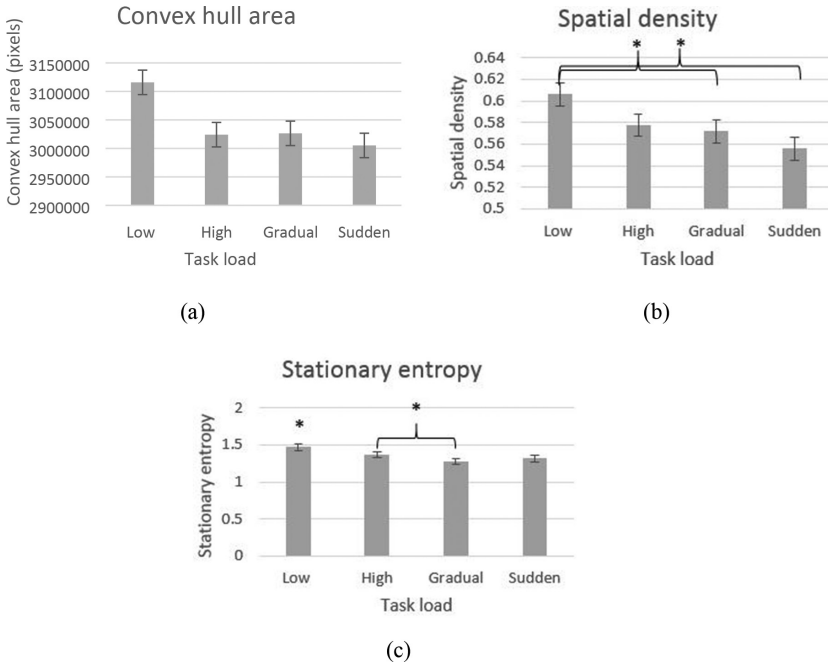 Convex hull area
Convex hull area (pixels)
3150000
3100000
3050000
3000000
2950000
2900000
Low High Gradual Sudden
Task load
(a)
Spatial density
* *
Spatial density
0.64
0.62
0.6
0.58
0.56
0.54
0.52
0.5
Low High Gradual Sudden
Task load
(b)
Stationary entropy
* *
Stationary entropy
2
1.5
1
0.5
0
Low High Gradual Sudden
Task load
(c)